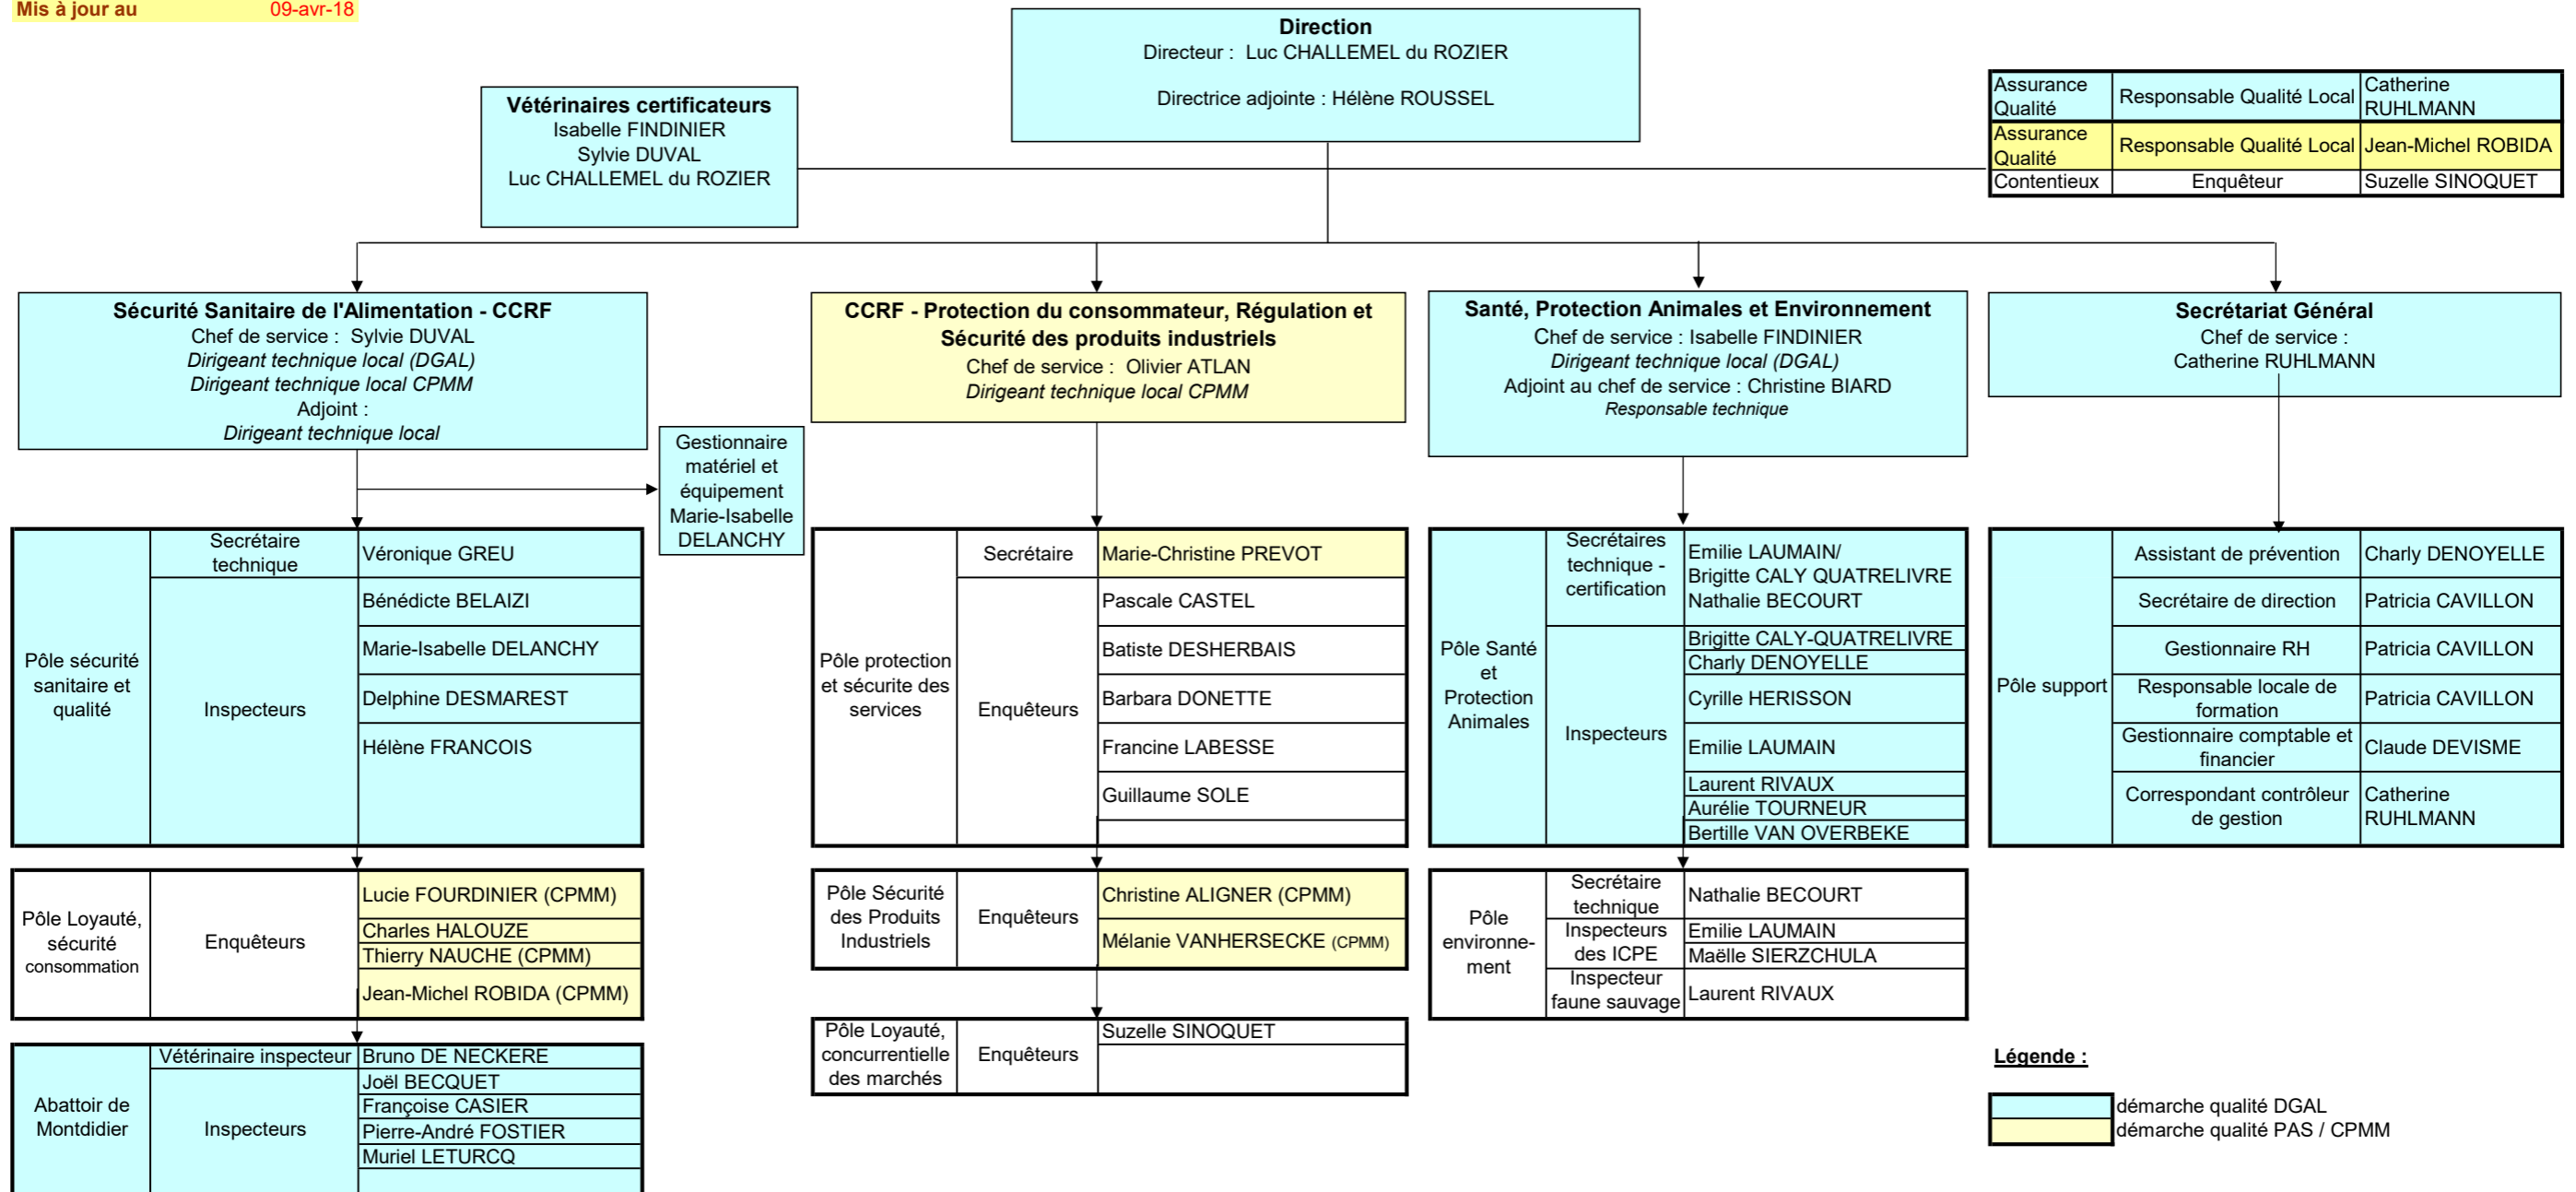 Mis à jour au 09-avr-18
Direction
Directeur : Luc CHALLEMEL du ROZIER
Directrice adjointe : Hélène ROUSSEL
Vétérinaires certificateurs
Isabelle FINDINIER
Sylvie DUVAL
Luc CHALLEMEL du ROZIER
Assurance
Qualité
Responsable Qualité Local
Catherine
RUHLMANN
Assurance
Qualité
Responsable Qualité Local
Jean-Michel ROBIDA
Contentieux
Enquêteur
Suzelle SINOQUET
Sécurité Sanitaire de l'Alimentation - CCRF
Chef de service : Sylvie DUVAL
Dirigeant technique local (DGAL)
Dirigeant technique local CPMM
Adjoint :
Dirigeant technique local
CCRF - Protection du consommateur, Régulation et
Sécurité des produits industriels
Chef de service : Olivier ATLAN
Dirigeant technique local CPMM
Santé, Protection Animales et Environnement
Chef de service : Isabelle FINDINIER
Dirigeant technique local (DGAL)
Adjoint au chef de service : Christine BIARD
Responsable technique
Secrétariat Général
Chef de service :
Catherine RUHLMANN
Gestionnaire
matériel et
équipement
Marie-Isabelle
DELANCHY
Pôle sécurité
sanitaire et
qualité
Secrétaire
technique
Véronique GREU
Inspecteurs
Bénédicte BELAIZI
Marie-Isabelle DELANCHY
Delphine DESMAREST
Hélène FRANCOIS
Pôle Loyauté,
sécurité
consommation
Enquêteurs
Lucie FOURDINIER (CPMM)
Charles HALOUZE
Thierry NAUCHE (CPMM)
Jean-Michel ROBIDA (CPMM)
Abattoir de
Montdidier
Vétérinaire inspecteur
Bruno DE NECKERE
Inspecteurs
Joël BECQUET
Françoise CASIER
Pierre-André FOSTIER
Muriel LETURCQ
Pôle protection
et sécurite des
services
Secrétaire
Marie-Christine PREVOT
Enquêteurs
Pascale CASTEL
Batiste DESHERBAIS
Barbara DONETTE
Francine LABESSE
Guillaume SOLE
Pôle Sécurité
des Produits
Industriels
Enquêteurs
Christine ALIGNER (CPMM)
Mélanie VANHERSECKE (CPMM)
Pôle Loyauté,
concurrentielle
des marchés
Enquêteurs
Suzelle SINOQUET
Pôle Santé
et
Protection
Animales
Secrétaires
technique -
certification
Emilie LAUMAIN/
Brigitte CALY QUATRELIVRE
Nathalie BECOURT
Inspecteurs
Brigitte CALY-QUATRELIVRE
Charly DENOYELLE
Cyrille HERISSON
Emilie LAUMAIN
Laurent RIVAUX
Aurélie TOURNEUR
Bertille VAN OVERBEKE
Pôle
environne-
ment
Secrétaire
technique
Nathalie BECOURT
Inspecteurs
des ICPE
Emilie LAUMAIN
Maëlle SIERZCHULA
Inspecteur
faune sauvage
Laurent RIVAUX
Pôle support
Assistant de prévention
Charly DENOYELLE
Secrétaire de direction
Patricia CAVILLON
Gestionnaire RH
Patricia CAVILLON
Responsable locale de
formation
Patricia CAVILLON
Gestionnaire comptable et
financier
Claude DEVISME
Correspondant contrôleur
de gestion
Catherine
RUHLMANN
Légende :
démarche qualité DGAL
démarche qualité PAS / CPMM